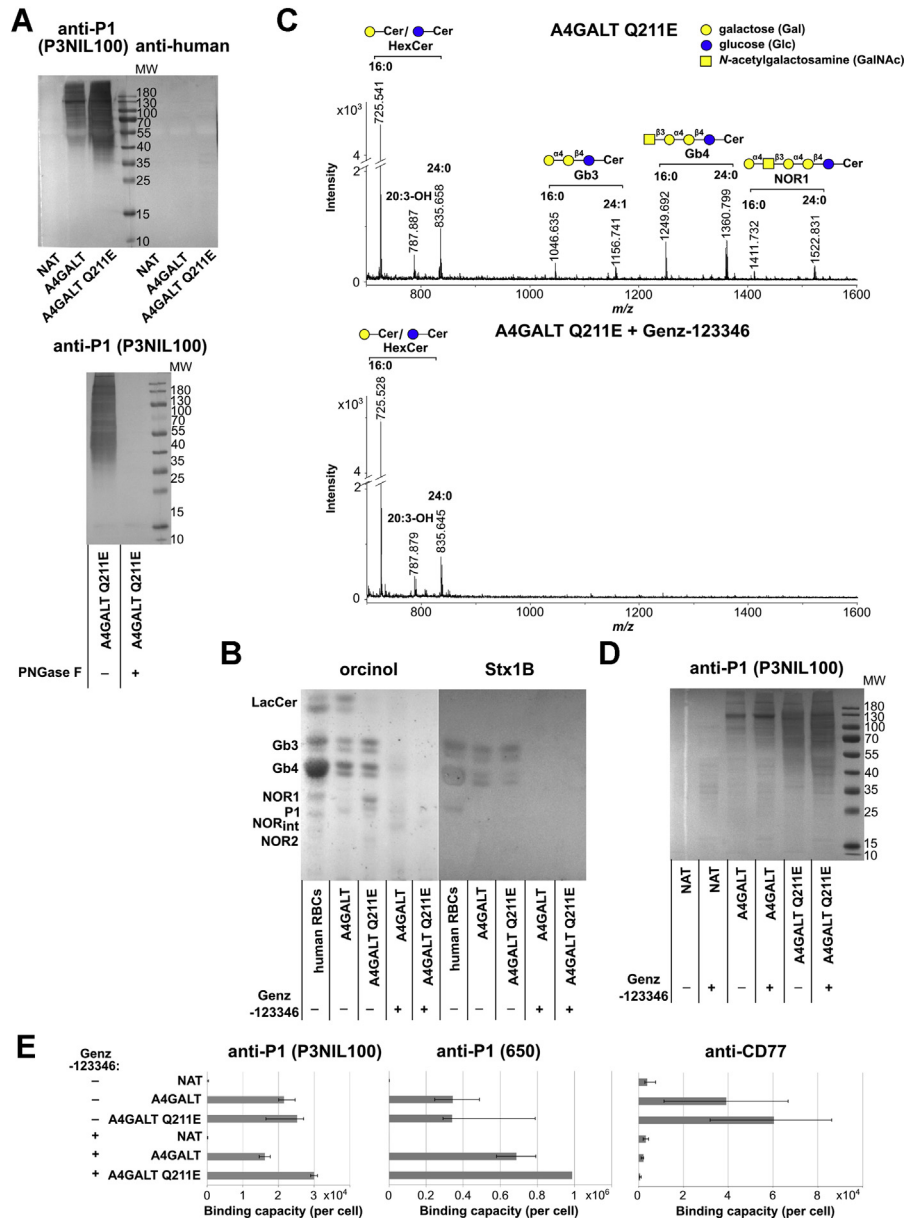 A
anti-P1
(P3NIL100) anti-human
MW
180
130
100
70
55
40
35
25
15
10
NAT
A4GALT
A4GALT Q211E
NAT
A4GALT
A4GALT Q211E
anti-P1 (P3NIL100)
MW
180
130
100
70
55
40
35
25
15
10
A4GALT Q211E
A4GALT Q211E
PNGase F – +
C
A4GALT Q211E
galactose (Gal)
glucose (Glc)
N-acetylgalactosamine (GalNAc)
Cer/ Cer
HexCer
16:0
725.541
20:3-OH
787.887
24:0
835.658
α4 β4 Cer
Gb3
16:0 24:1
1046.635
1156.741
β3 α4 β4 Cer
Gb4
16:0 24:0
1249.692
1360.799
α4 β3 α4 β4 Cer
NOR1
16:0 24:0
1411.732
1522.831
x10³
4
2
0
Intensity
800 1000 1200 1400 1600
m/z
A4GALT Q211E + Genz-123346
Cer/ Cer
HexCer
16:0
725.528
20:3-OH
787.879
24:0
835.645
x10³
4
2
0
Intensity
800 1000 1200 1400 1600
m/z
B
orcinol Stx1B
LacCer
Gb3
Gb4
NOR1
P1
NORint
NOR2
human RBCs
A4GALT
A4GALT Q211E
A4GALT
A4GALT Q211E
human RBCs
A4GALT
A4GALT Q211E
A4GALT
A4GALT Q211E
Genz
-123346 – – – + + – – – + +
D
anti-P1 (P3NIL100)
MW
180
130
100
70
55
40
35
25
15
10
NAT
NAT
A4GALT
A4GALT
A4GALT Q211E
A4GALT Q211E
Genz
-123346 – + – + – +
E
Genz
-123346:
anti-P1 (P3NIL100) anti-P1 (650) anti-CD77
– NAT
– A4GALT
– A4GALT Q211E
+ NAT
+ A4GALT
+ A4GALT Q211E
0 1 2 3 x10⁴
0 0.2 0.4 0.6 0.8 1 x10⁶
0 2 4 6 8 x10⁴
Binding capacity (per cell) Binding capacity (per cell) Binding capacity (per cell)